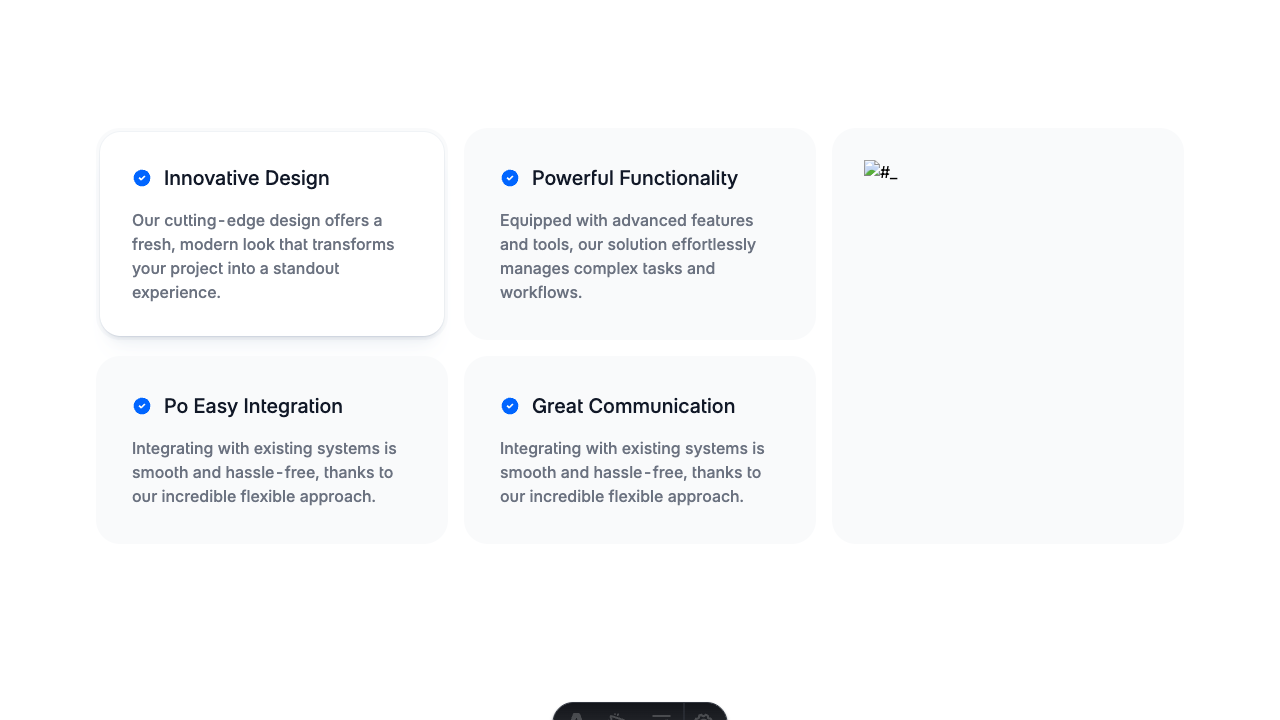 Innovative Design
Our cutting-edge design offers a
fresh, modern look that transforms
your project into a standout
experience.
Powerful Functionality
Equipped with advanced features
and tools, our solution effortlessly
manages complex tasks and
workflows.
#_
Po Easy Integration
Integrating with existing systems is
smooth and hassle-free, thanks to
our incredible flexible approach.
Great Communication
Integrating with existing systems is
smooth and hassle-free, thanks to
our incredible flexible approach.